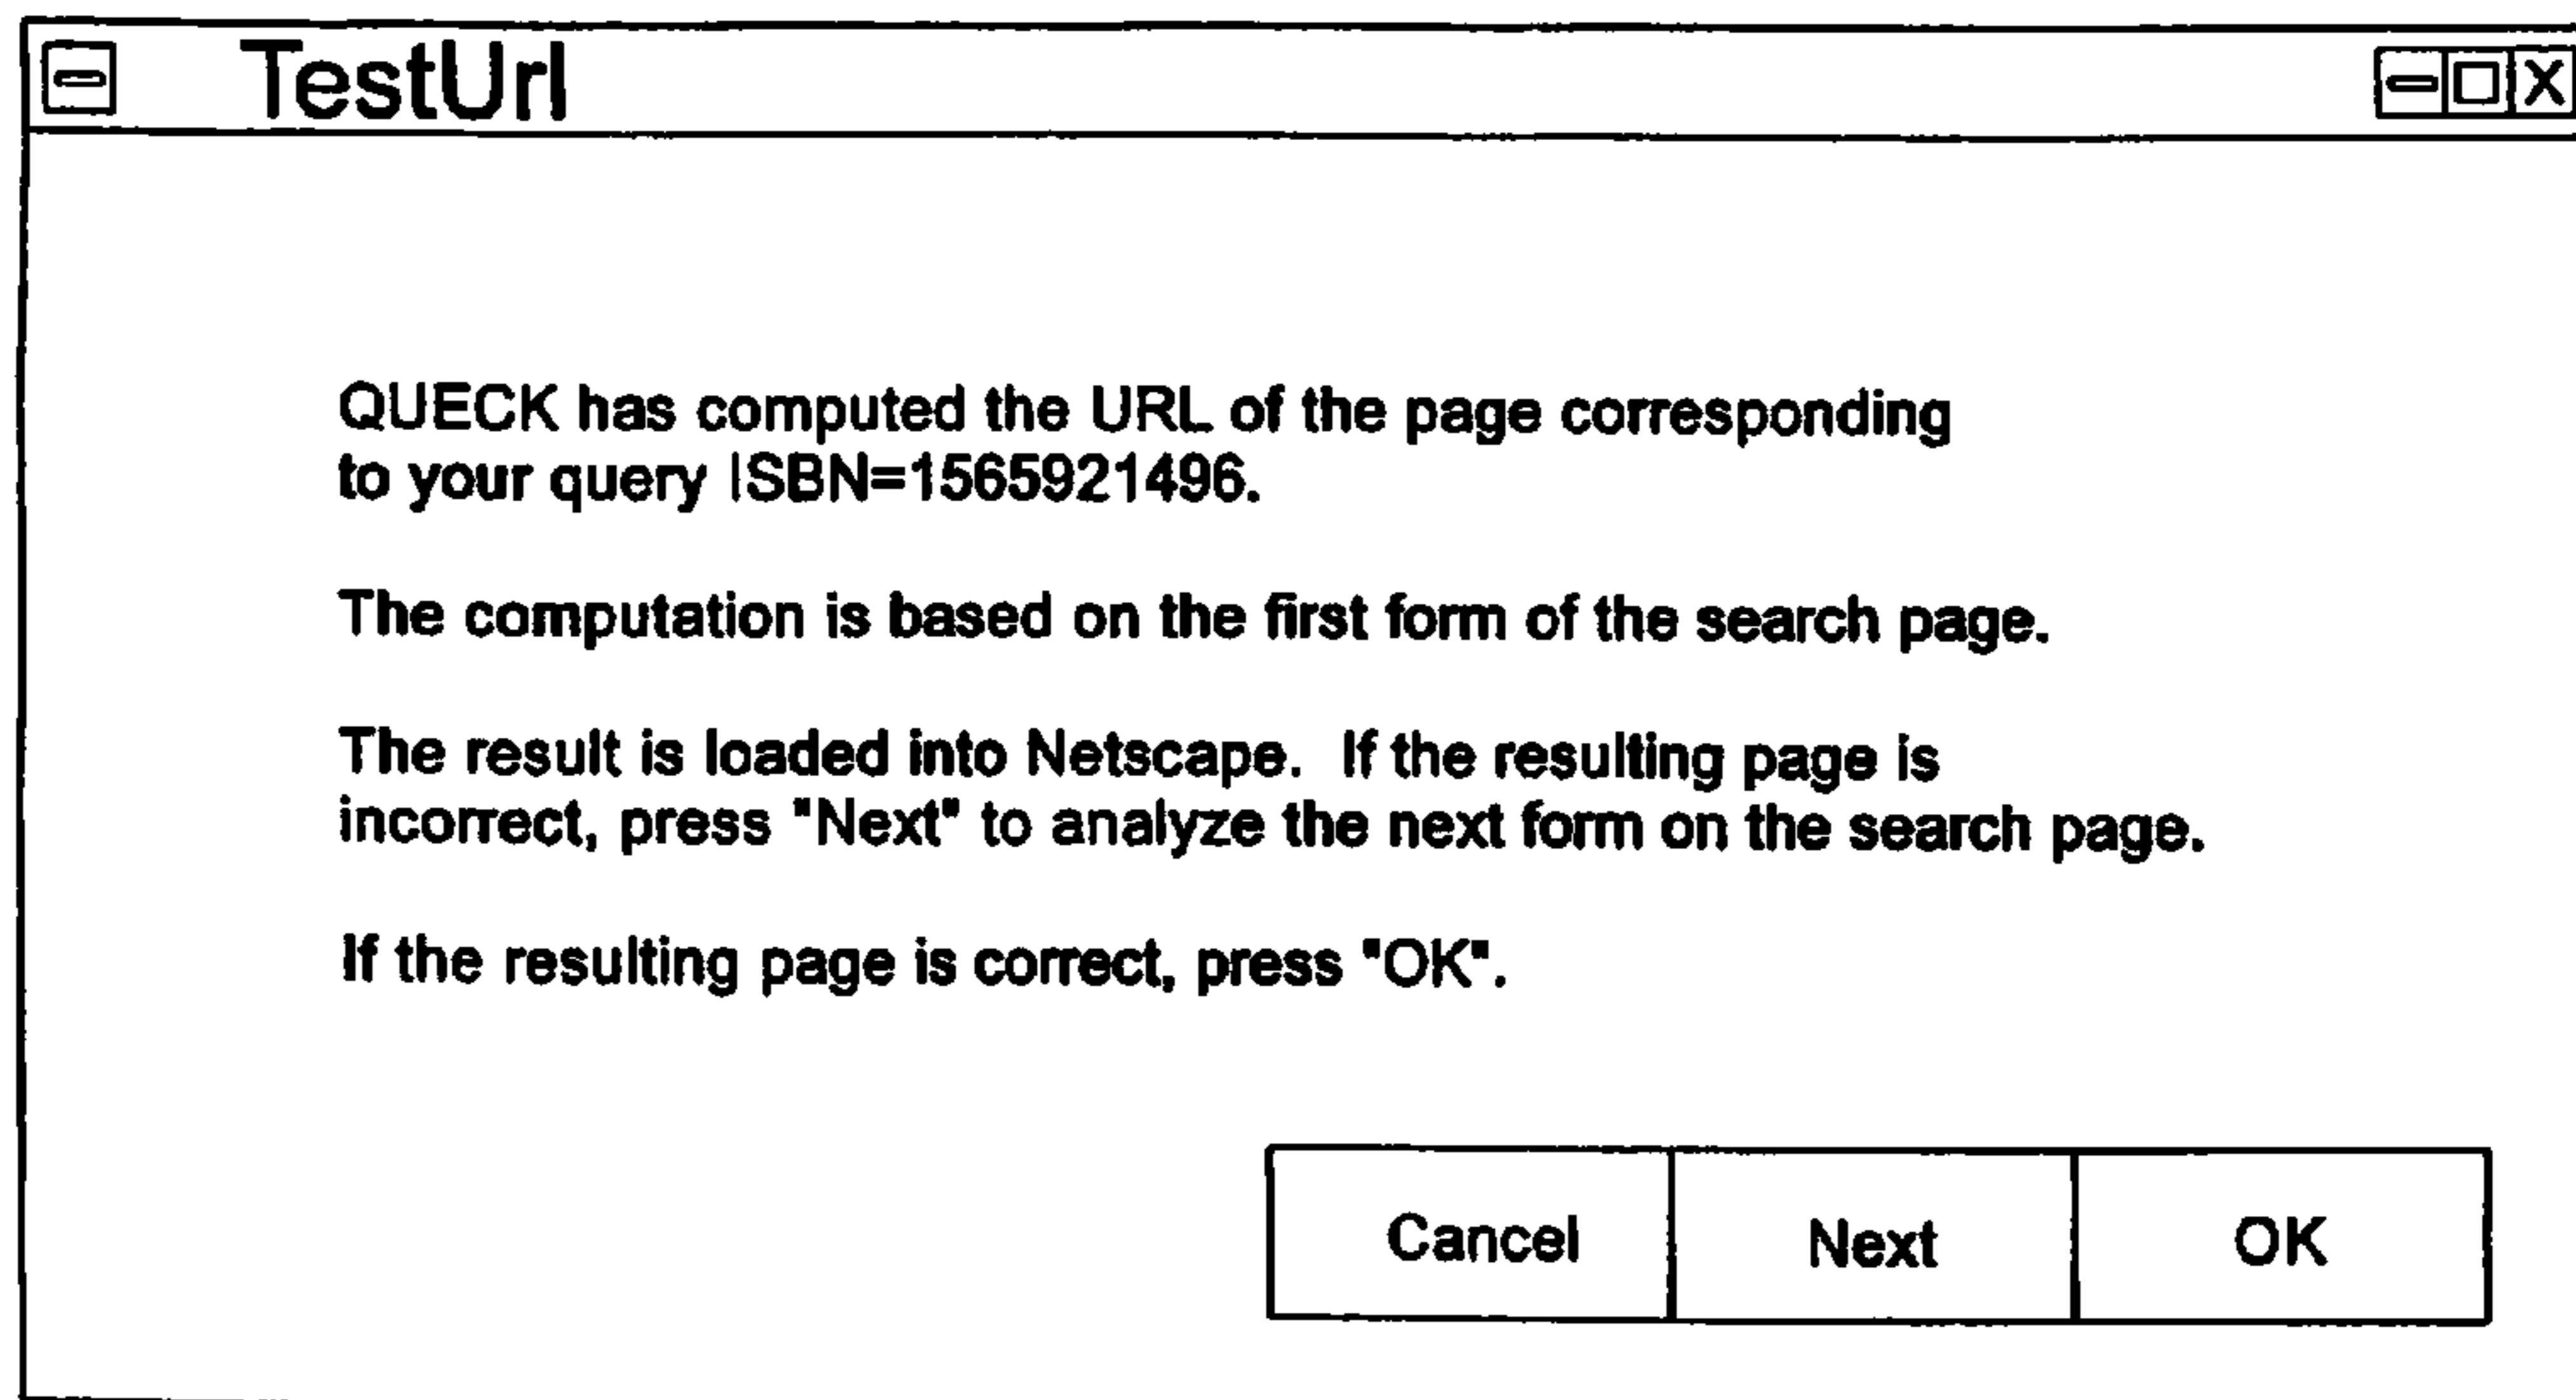 TestUrl
QUECK has computed the URL of the page corresponding
to your query ISBN=1565921496.
The computation is based on the first form of the search page.
The result is loaded into Netscape. If the resulting page is
incorrect, press "Next" to analyze the next form on the search page.
If the resulting page is correct, press "OK".
Cancel Next OK